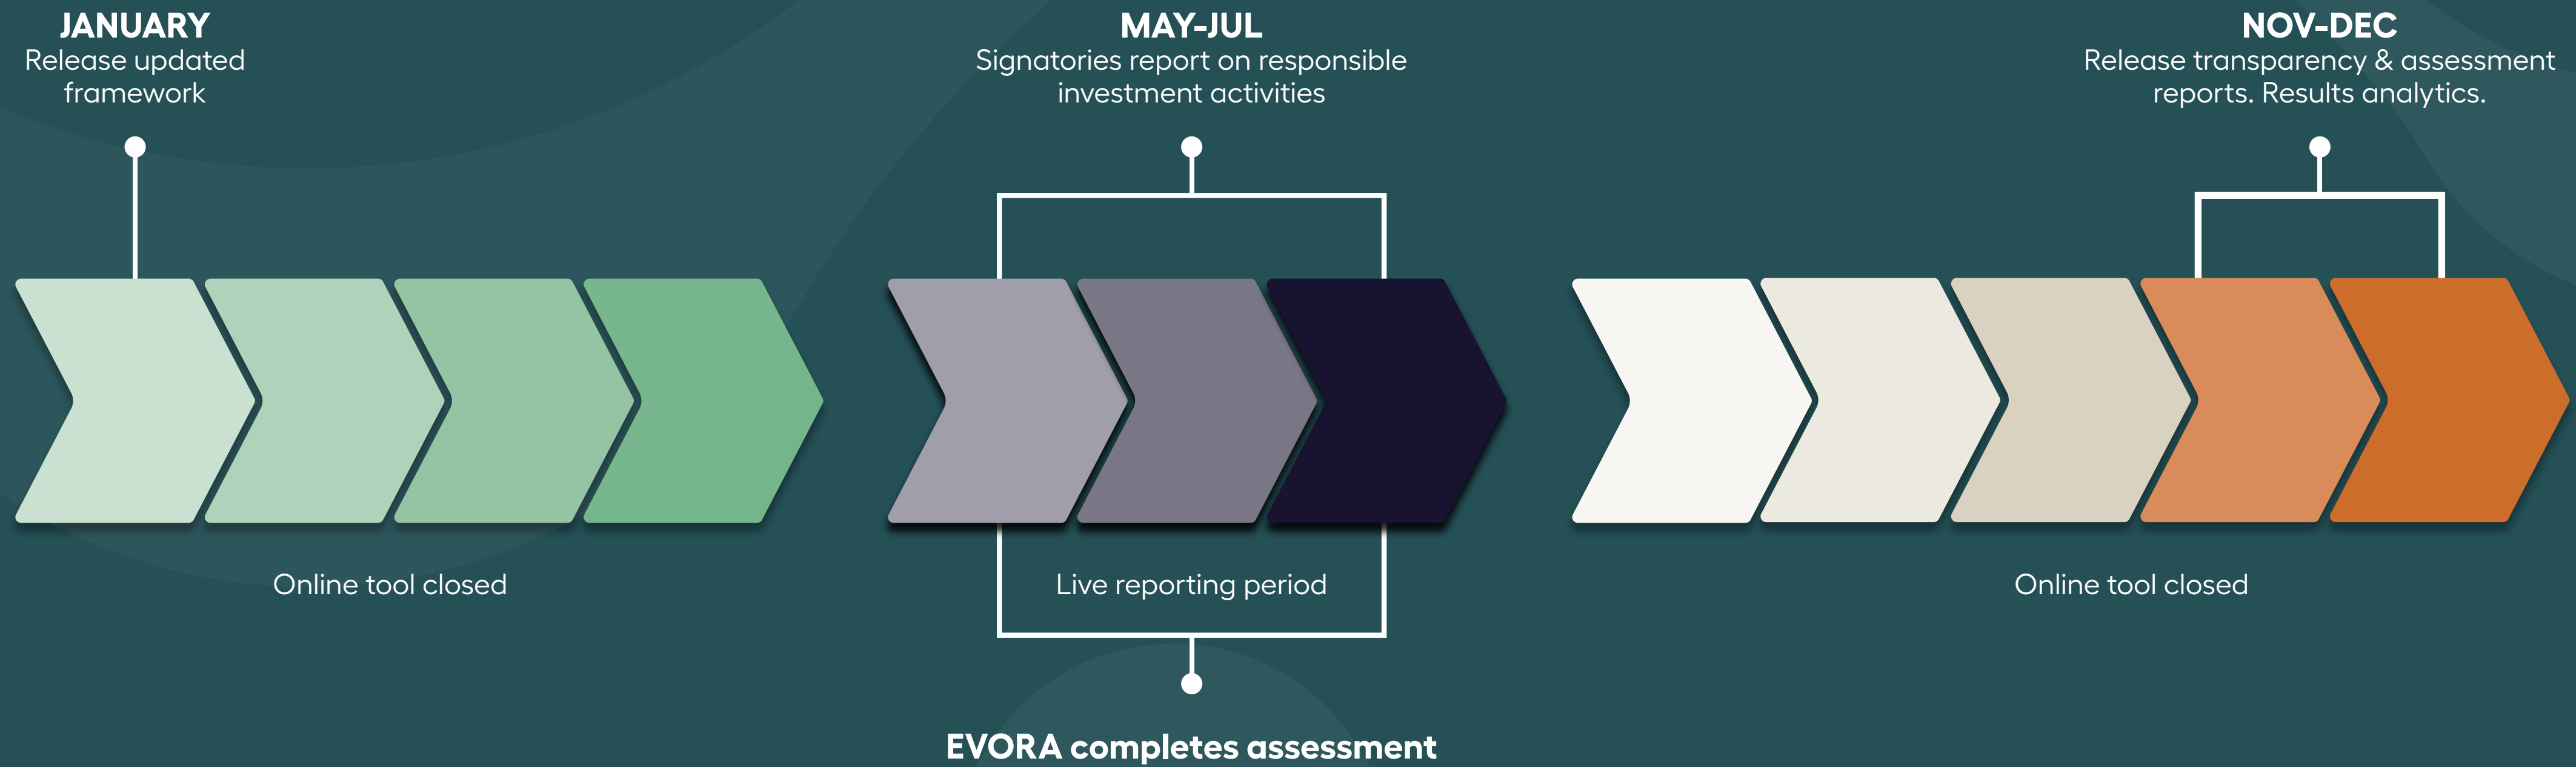 JANUARY
Release updated
framework
MAY-JUL
Signatories report on responsible
investment activities
NOV-DEC
Release transparency & assessment
reports. Results analytics.
Online tool closed
Live reporting period
Online tool closed
EVORA completes assessment